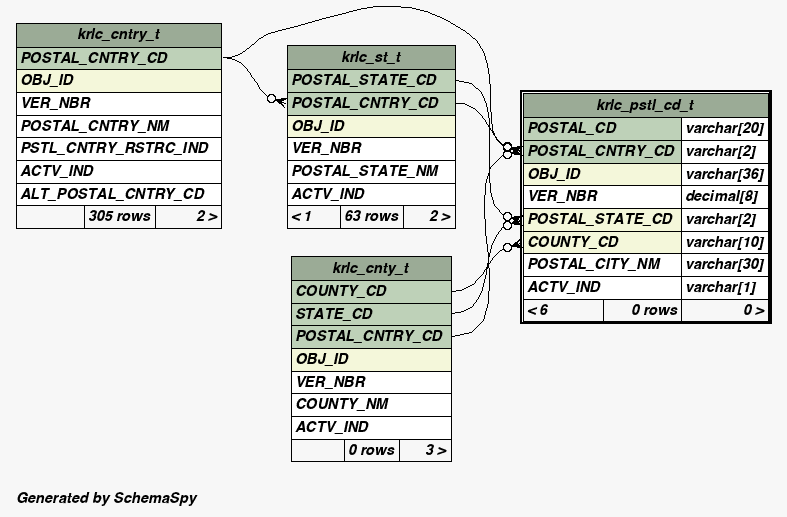 krlc_cntry_t
POSTAL_CNTRY_CD
OBJ_ID
VER_NBR
POSTAL_CNTRY_NM
PSTL_CNTRY_RSTRC_IND
ACTV_IND
ALT_POSTAL_CNTRY_CD
305 rows 2 >
krlc_st_t
POSTAL_STATE_CD
POSTAL_CNTRY_CD
OBJ_ID
VER_NBR
POSTAL_STATE_NM
ACTV_IND
< 1 63 rows 2 >
krlc_pstl_cd_t
POSTAL_CD varchar[20]
POSTAL_CNTRY_CD varchar[2]
OBJ_ID varchar[36]
VER_NBR decimal[8]
POSTAL_STATE_CD varchar[2]
COUNTY_CD varchar[10]
POSTAL_CITY_NM varchar[30]
ACTV_IND varchar[1]
< 6 0 rows 0 >
krlc_cnty_t
COUNTY_CD
STATE_CD
POSTAL_CNTRY_CD
OBJ_ID
VER_NBR
COUNTY_NM
ACTV_IND
0 rows 3 >
Generated by SchemaSpy